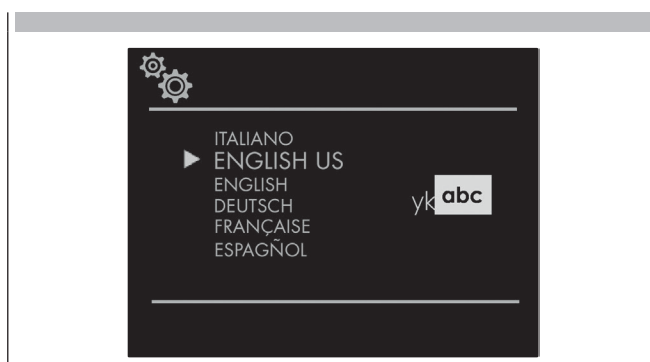 ITALIANO
ENGLISH US
ENGLISH
DEUTSCH
FRANÇAISE
ESPAGÑOL
yk abc